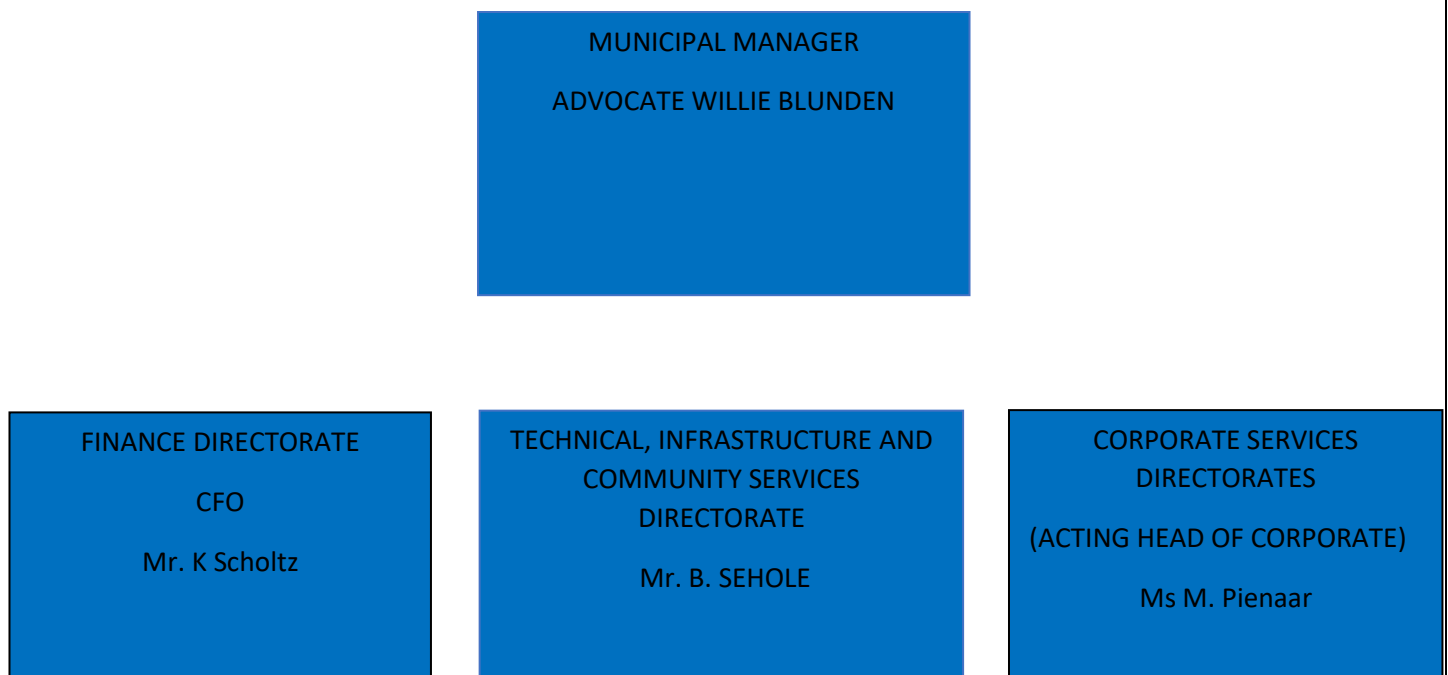 MUNICIPAL MANAGER
ADVOCATE WILLIE BLUNDEN
FINANCE DIRECTORATE
CFO
Mr. K Scholtz
TECHNICAL, INFRASTRUCTURE AND
COMMUNITY SERVICES
DIRECTORATE
Mr. B. SEHOLE
CORPORATE SERVICES
DIRECTORATES
(ACTING HEAD OF CORPORATE)
Ms M. Pienaar